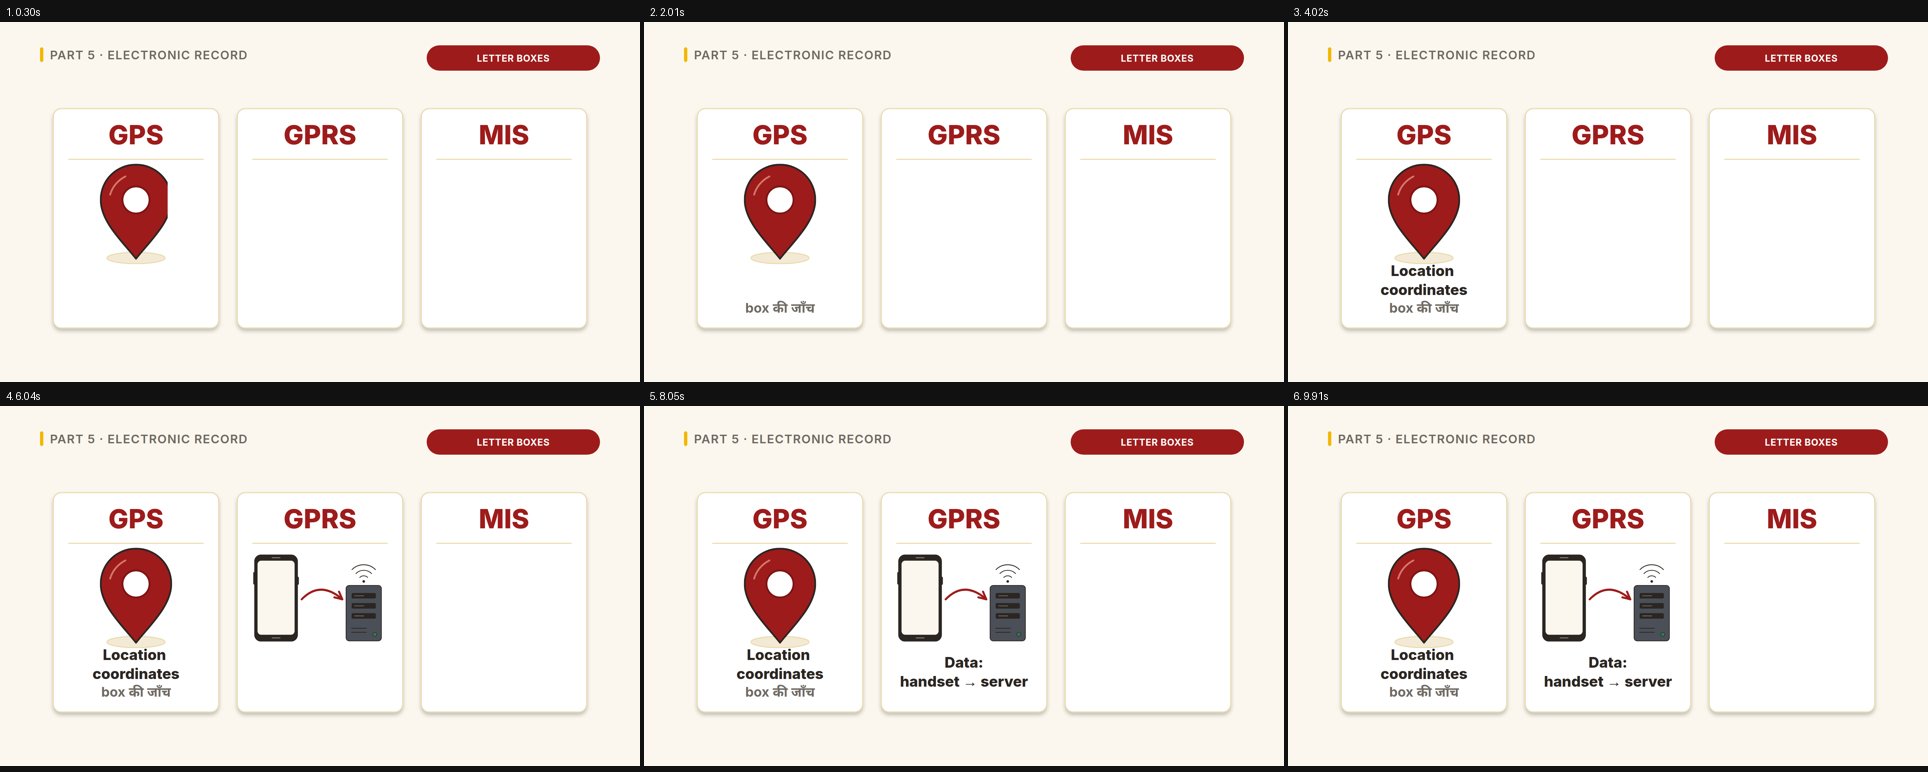 1. 0.30s
PART 5 · ELECTRONIC RECORD
LETTER BOXES
GPS
GPRS
MIS
2. 2.01s
PART 5 · ELECTRONIC RECORD
LETTER BOXES
GPS
GPRS
MIS
box की जाँच
3. 4.02s
PART 5 · ELECTRONIC RECORD
LETTER BOXES
GPS
GPRS
MIS
Location
coordinates
box की जाँच
4. 6.04s
PART 5 · ELECTRONIC RECORD
LETTER BOXES
GPS
GPRS
MIS
Location
coordinates
box की जाँच
5. 8.05s
PART 5 · ELECTRONIC RECORD
LETTER BOXES
GPS
GPRS
MIS
Location
coordinates
box की जाँच
Data:
handset → server
6. 9.91s
PART 5 · ELECTRONIC RECORD
LETTER BOXES
GPS
GPRS
MIS
Location
coordinates
box की जाँच
Data:
handset → server